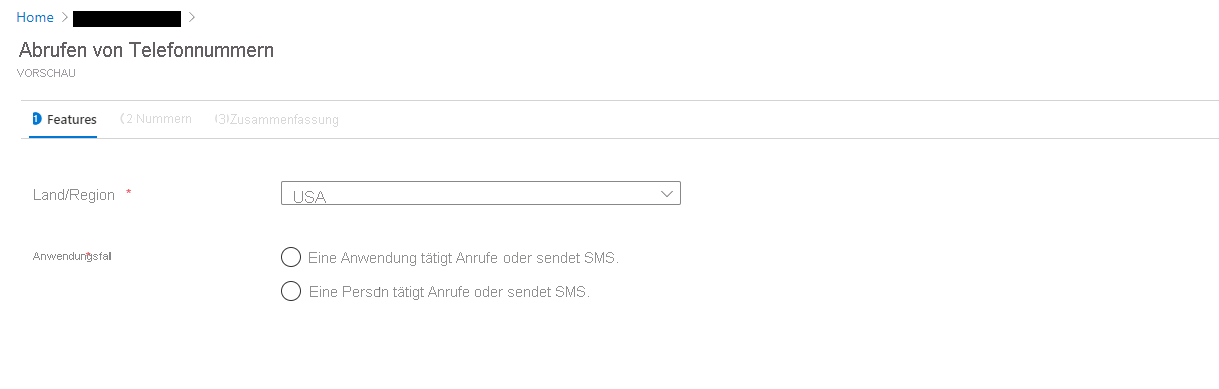 Home
Abrufen von Telefonnummern
VORSCHAU
1 Features (2 Nummern (3) Zusammenfassung
Land/Region * USA
Anwendungsfall * Eine Anwendung tätigt Anrufe oder sendet SMS.
Eine Person tätigt Anrufe oder sendet SMS.